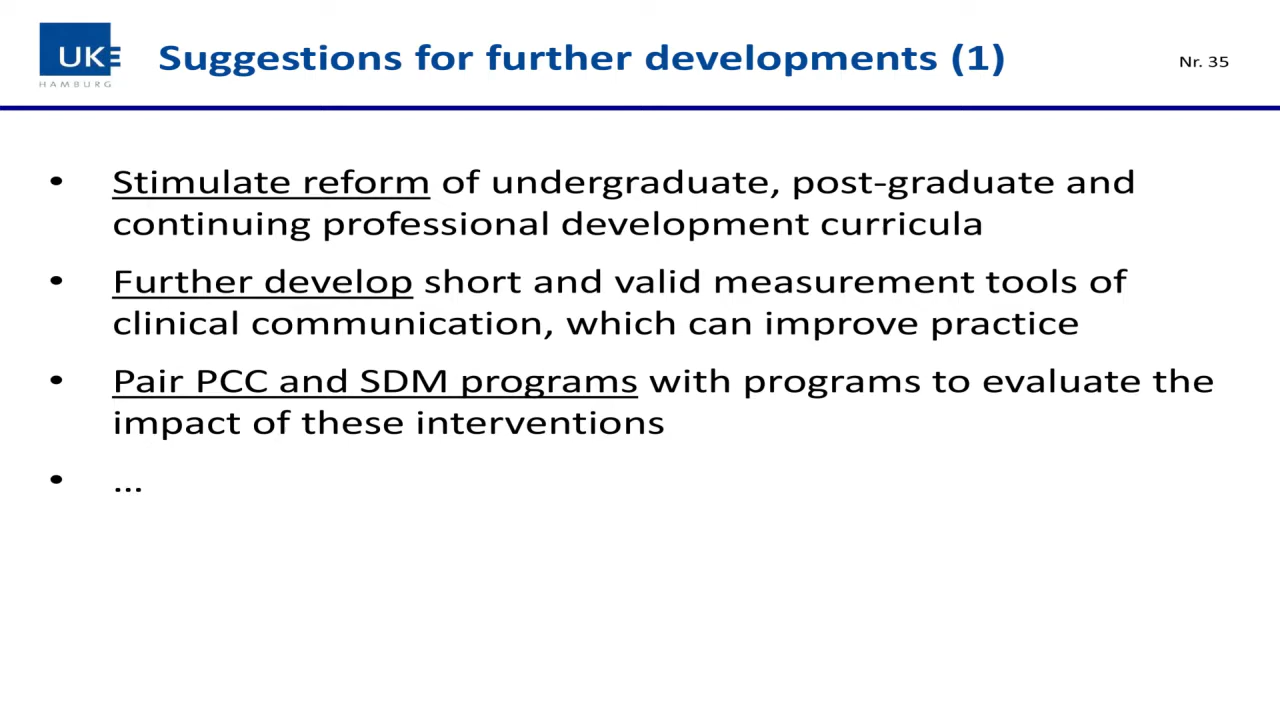 UKE
HAMBURG
Suggestions for further developments (1)
Nr. 35
• Stimulate reform of undergraduate, post-graduate and
continuing professional development curricula
• Further develop short and valid measurement tools of
clinical communication, which can improve practice
• Pair PCC and SDM programs with programs to evaluate the
impact of these interventions
• ...